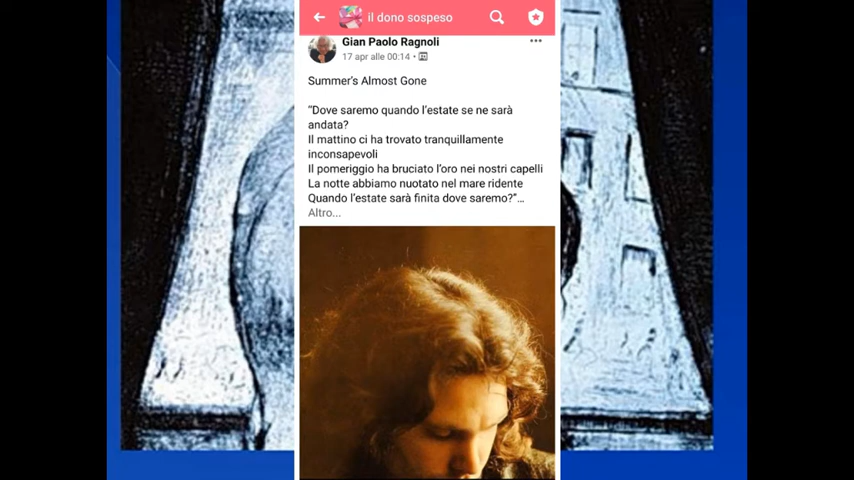 il dono sospeso
Gian Paolo Ragnoli
17 apr alle 00:14 •
Summer's Almost Gone
"Dove saremo quando l'estate se ne sarà
andata?
Il mattino ci ha trovato tranquillamente
inconsapevoli
Il pomeriggio ha bruciato l'oro nei nostri capelli
La notte abbiamo nuotato nel mare ridente
Quando l'estate sarà finita dove saremo?"...
Altro...